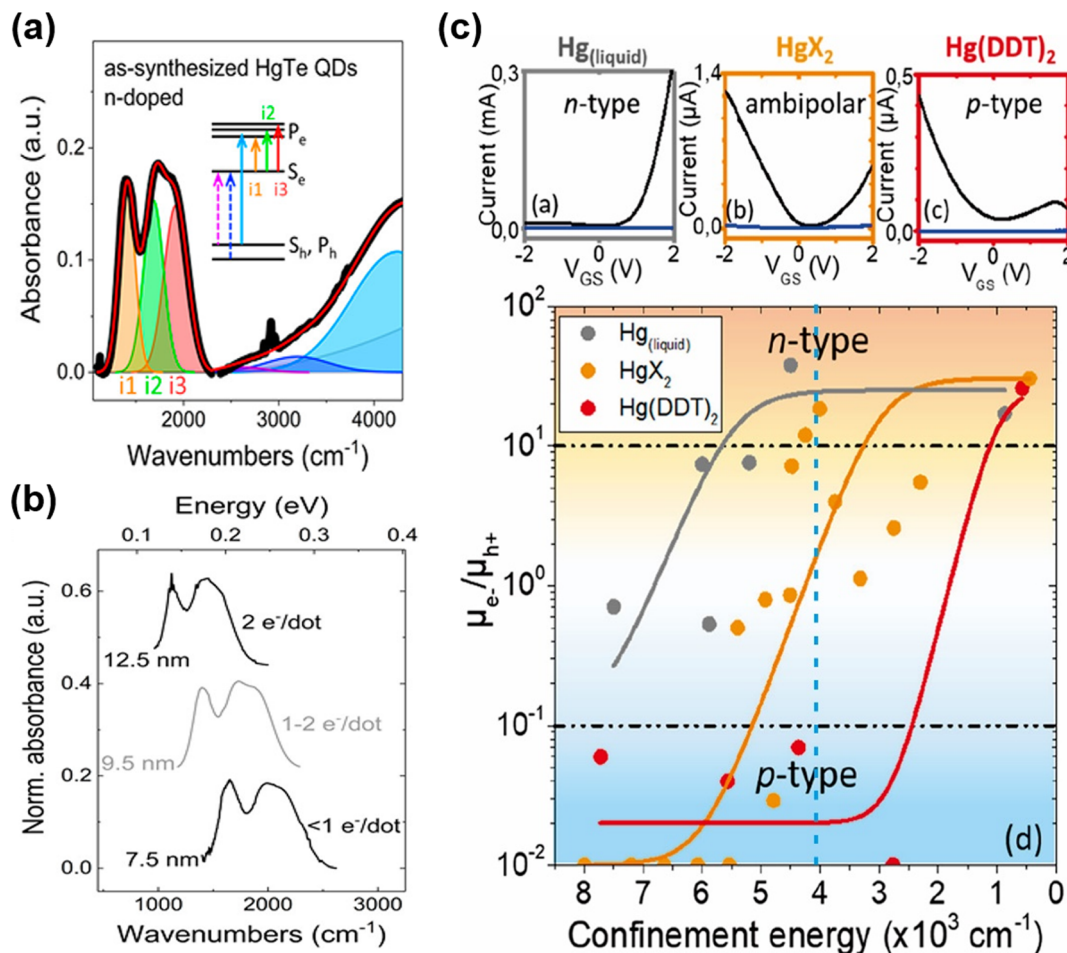 (a)
as-synthesized HgTe QDs
n-doped
i2
Pe
Se
i1
i3
Sh, Ph
Absorbance (a.u.)
0.2
0.1
0.0
i1 i2 i3
2000 3000 4000
Wavenumbers (cm⁻¹)
(b)
Energy (eV)
0.1 0.2 0.3 0.4
Norm. absorbance (a.u.)
0.6
0.4
0.2
0.0
2 e⁻/dot
12.5 nm
1-2 e⁻/dot
9.5 nm
<1 e⁻/dot
7.5 nm
1000 2000 3000
Wavenumbers (cm⁻¹)
(c)
Hg(liquid)
HgX2
Hg(DDT)2
Current (mA)
0,3
0,0
n-type
(a)
-2 0 2
VGS (V)
Current (µA)
1,4
0,0
ambipolar
(b)
-2 0 2
VGS (V)
Current (µA)
0,5
0,0
p-type
(c)
-2 0 2
VGS (V)
µe-/µh+
10²
10¹
10⁰
10⁻¹
10⁻²
Hg(liquid)
HgX2
Hg(DDT)2
n-type
p-type
(d)
8 7 6 5 4 3 2 1 0
Confinement energy (x10³ cm⁻¹)